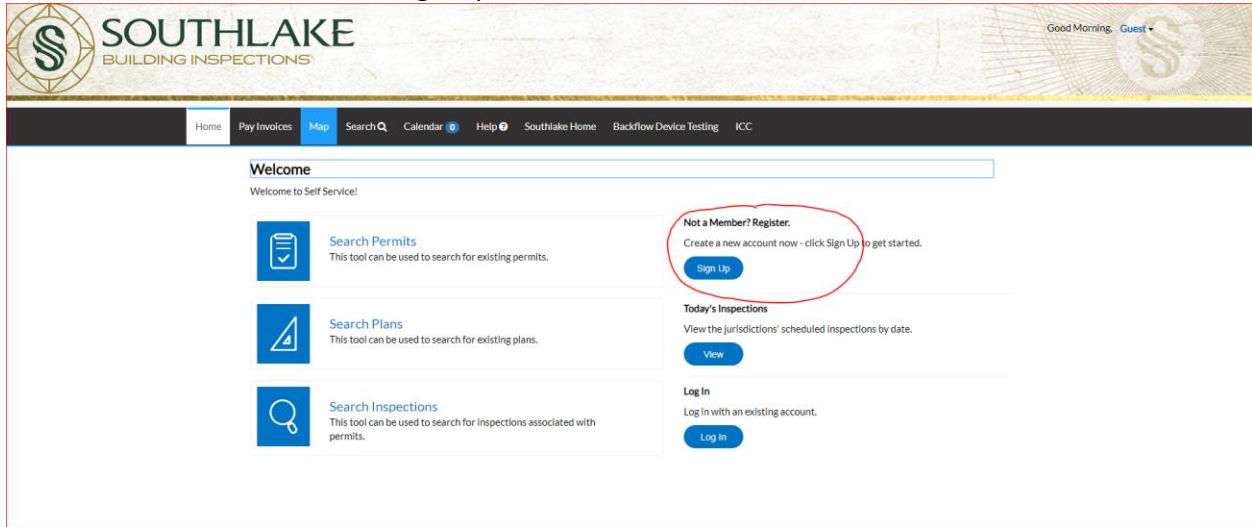 SOUTHLAKE
BUILDING INSPECTIONS
Good Morning, Guest
Home Pay Invoices Map Search Calendar 0 Help Southlake Home Backflow Device Testing ICC
Welcome
Welcome to Self Service!
Search Permits
This tool can be used to search for existing permits.
Search Plans
This tool can be used to search for existing plans.
Search Inspections
This tool can be used to search for inspections associated with
permits.
Not a Member? Register.
Create a new account now - click Sign Up to get started.
Sign Up
Today's Inspections
View the jurisdictions' scheduled inspections by date.
View
Log In
Log in with an existing account.
Log In